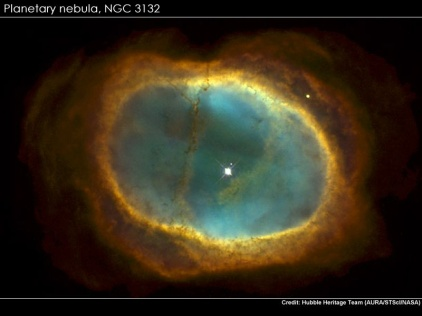 Planetary nebula, NGC 3132
Credit: Hubble Heritage Team (AURA/STScI/NASA)